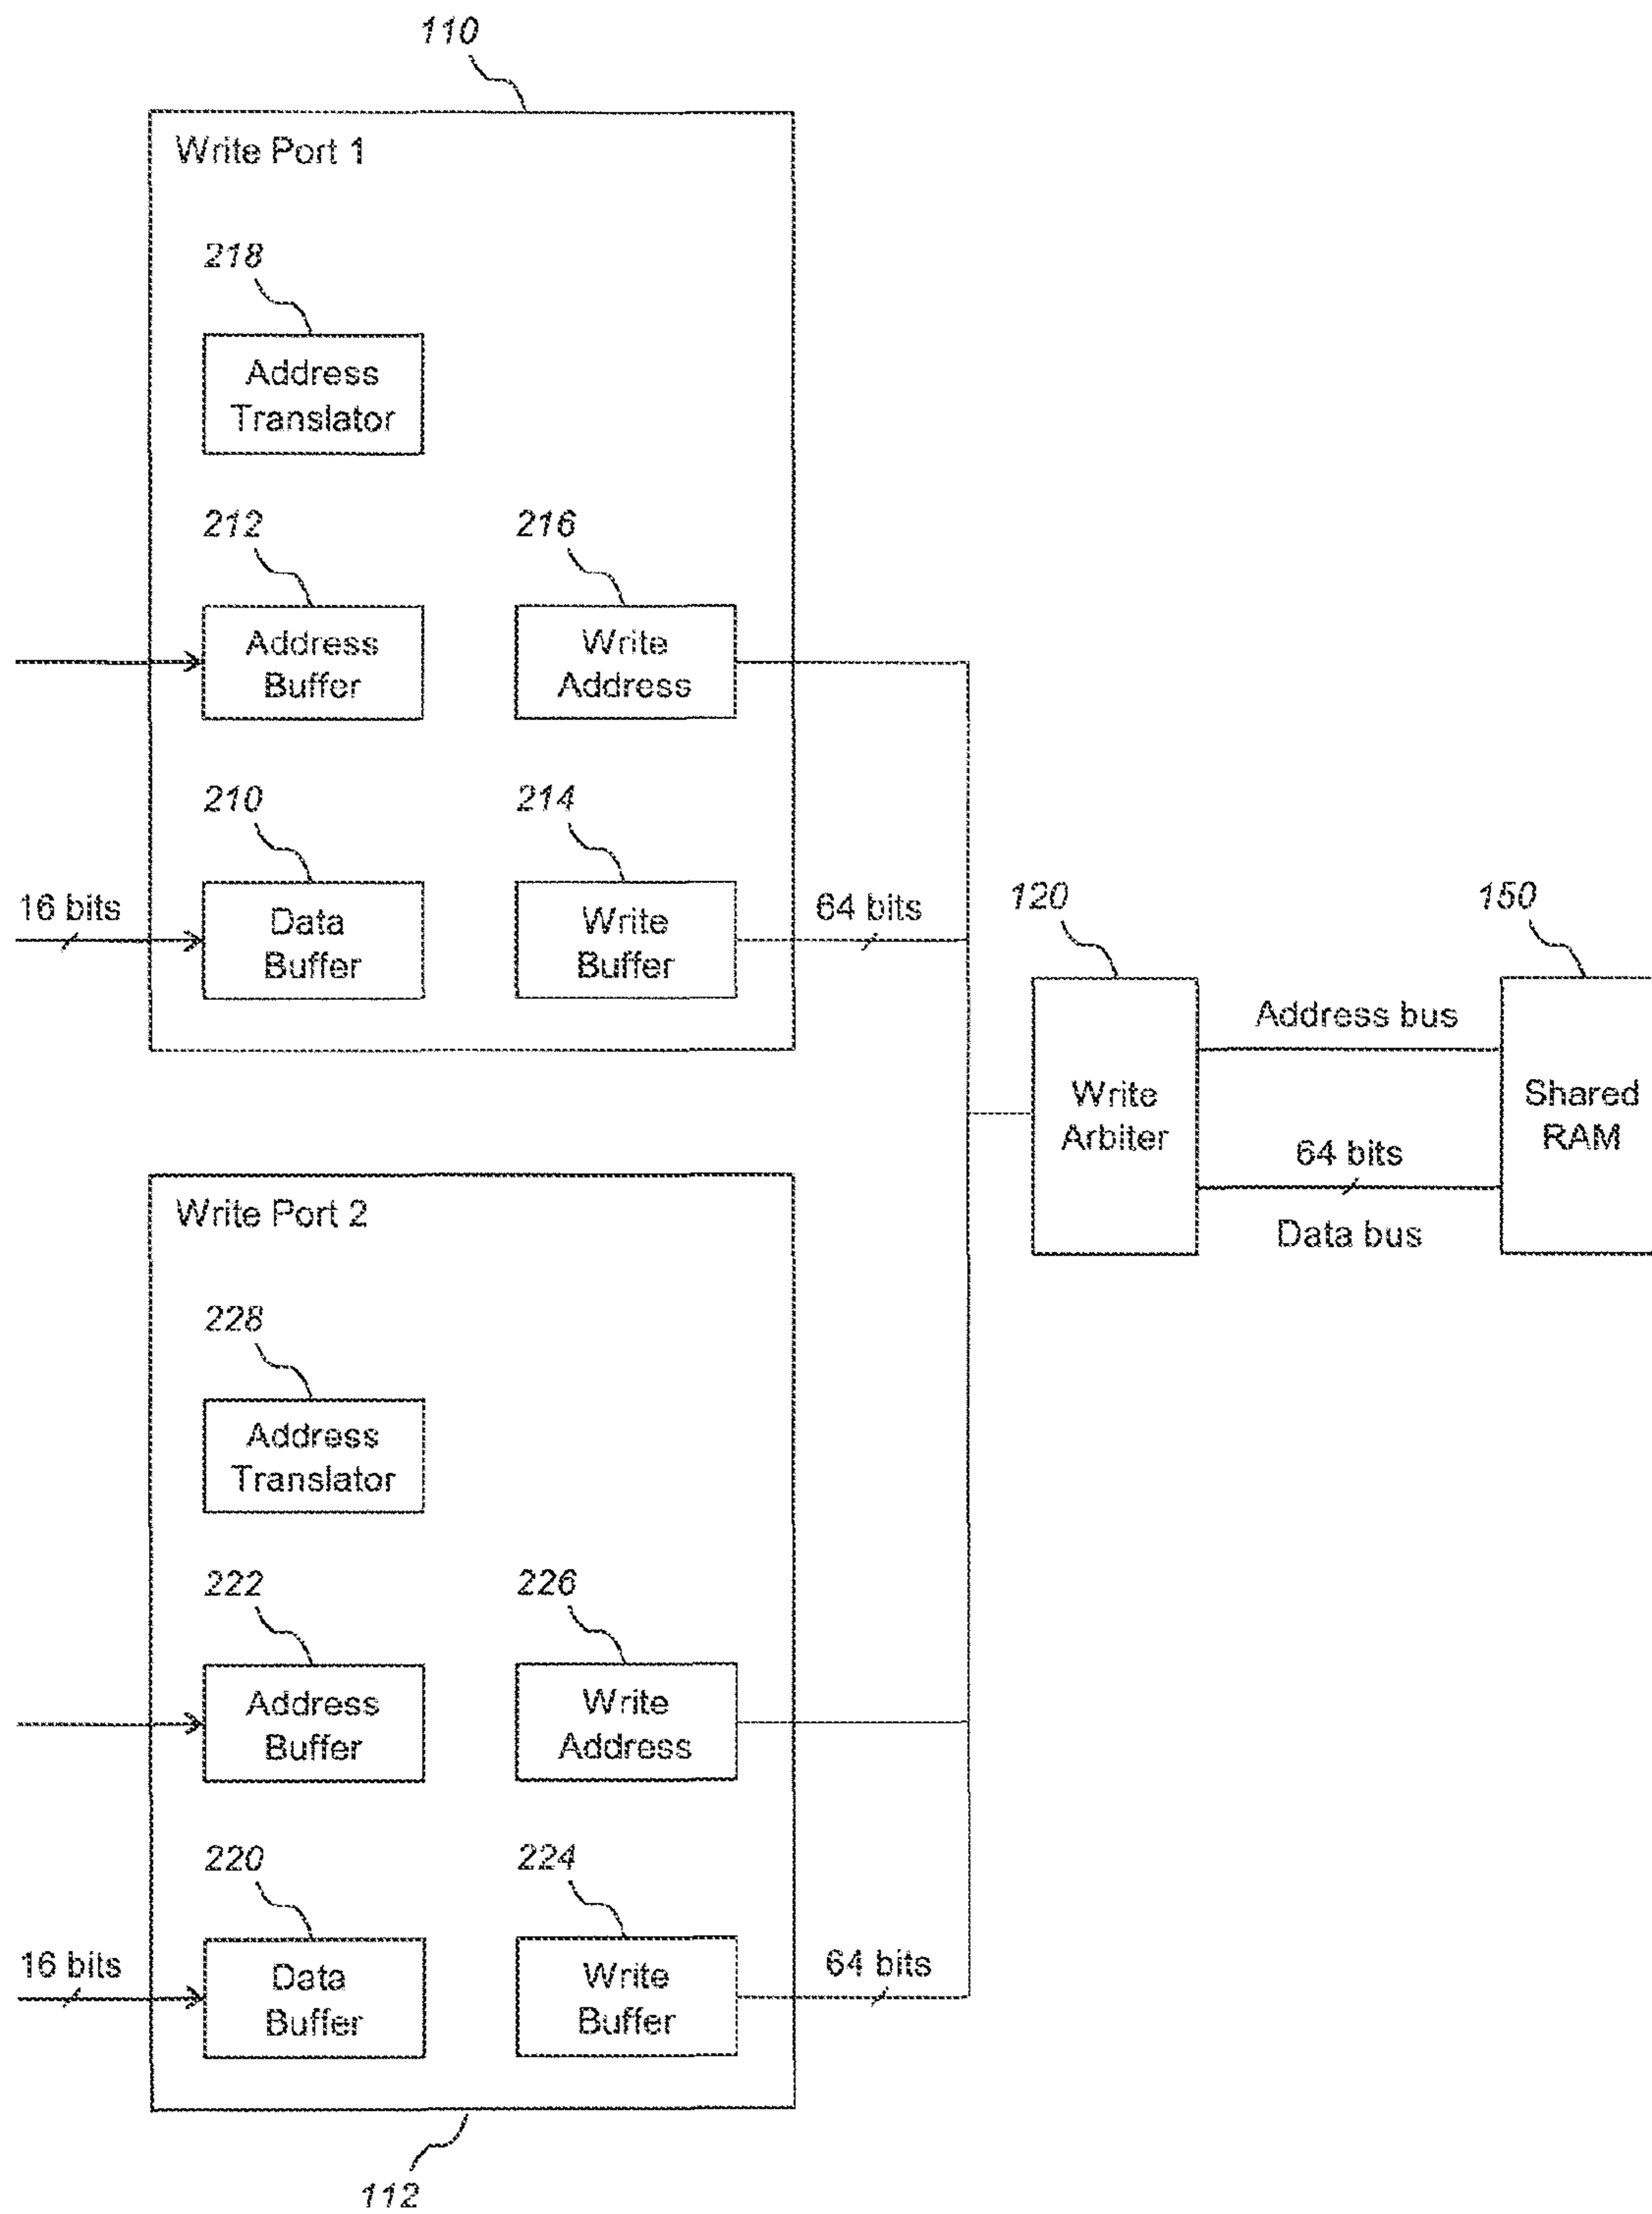 110
Write Port 1
218
Address
Translator
212
216
Address
Buffer
Write
Address
210
214
16 bits
Data
Buffer
Write
Buffer
64 bits
120
150
Address bus
Write
Arbiter
Shared
RAM
64 bits
Data bus
Write Port 2
228
Address
Translator
222
226
Address
Buffer
Write
Address
220
224
16 bits
Data
Buffer
Write
Buffer
64 bits
112